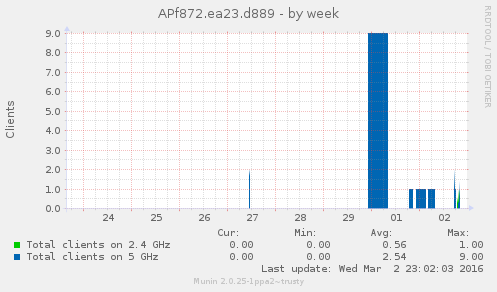 APf872.ea23.d889 - by week
RRDTOOL / TOBI OETIKER
Clients
9.0
8.0
7.0
6.0
5.0
4.0
3.0
2.0
1.0
0.0
24 25 26 27 28 29 01 02
Cur: Min: Avg: Max:
Total clients on 2.4 GHz 0.00 0.00 0.56 1.00
Total clients on 5 GHz 0.00 0.00 2.54 9.00
Last update: Wed Mar 2 23:02:03 2016
Munin 2.0.25-1ppa2~trusty